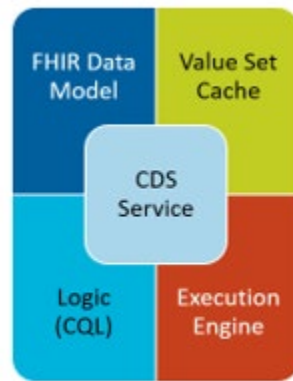 FHIR Data
Model
Value Set
Cache
CDS
Service
Logic
(CQL)
Execution
Engine